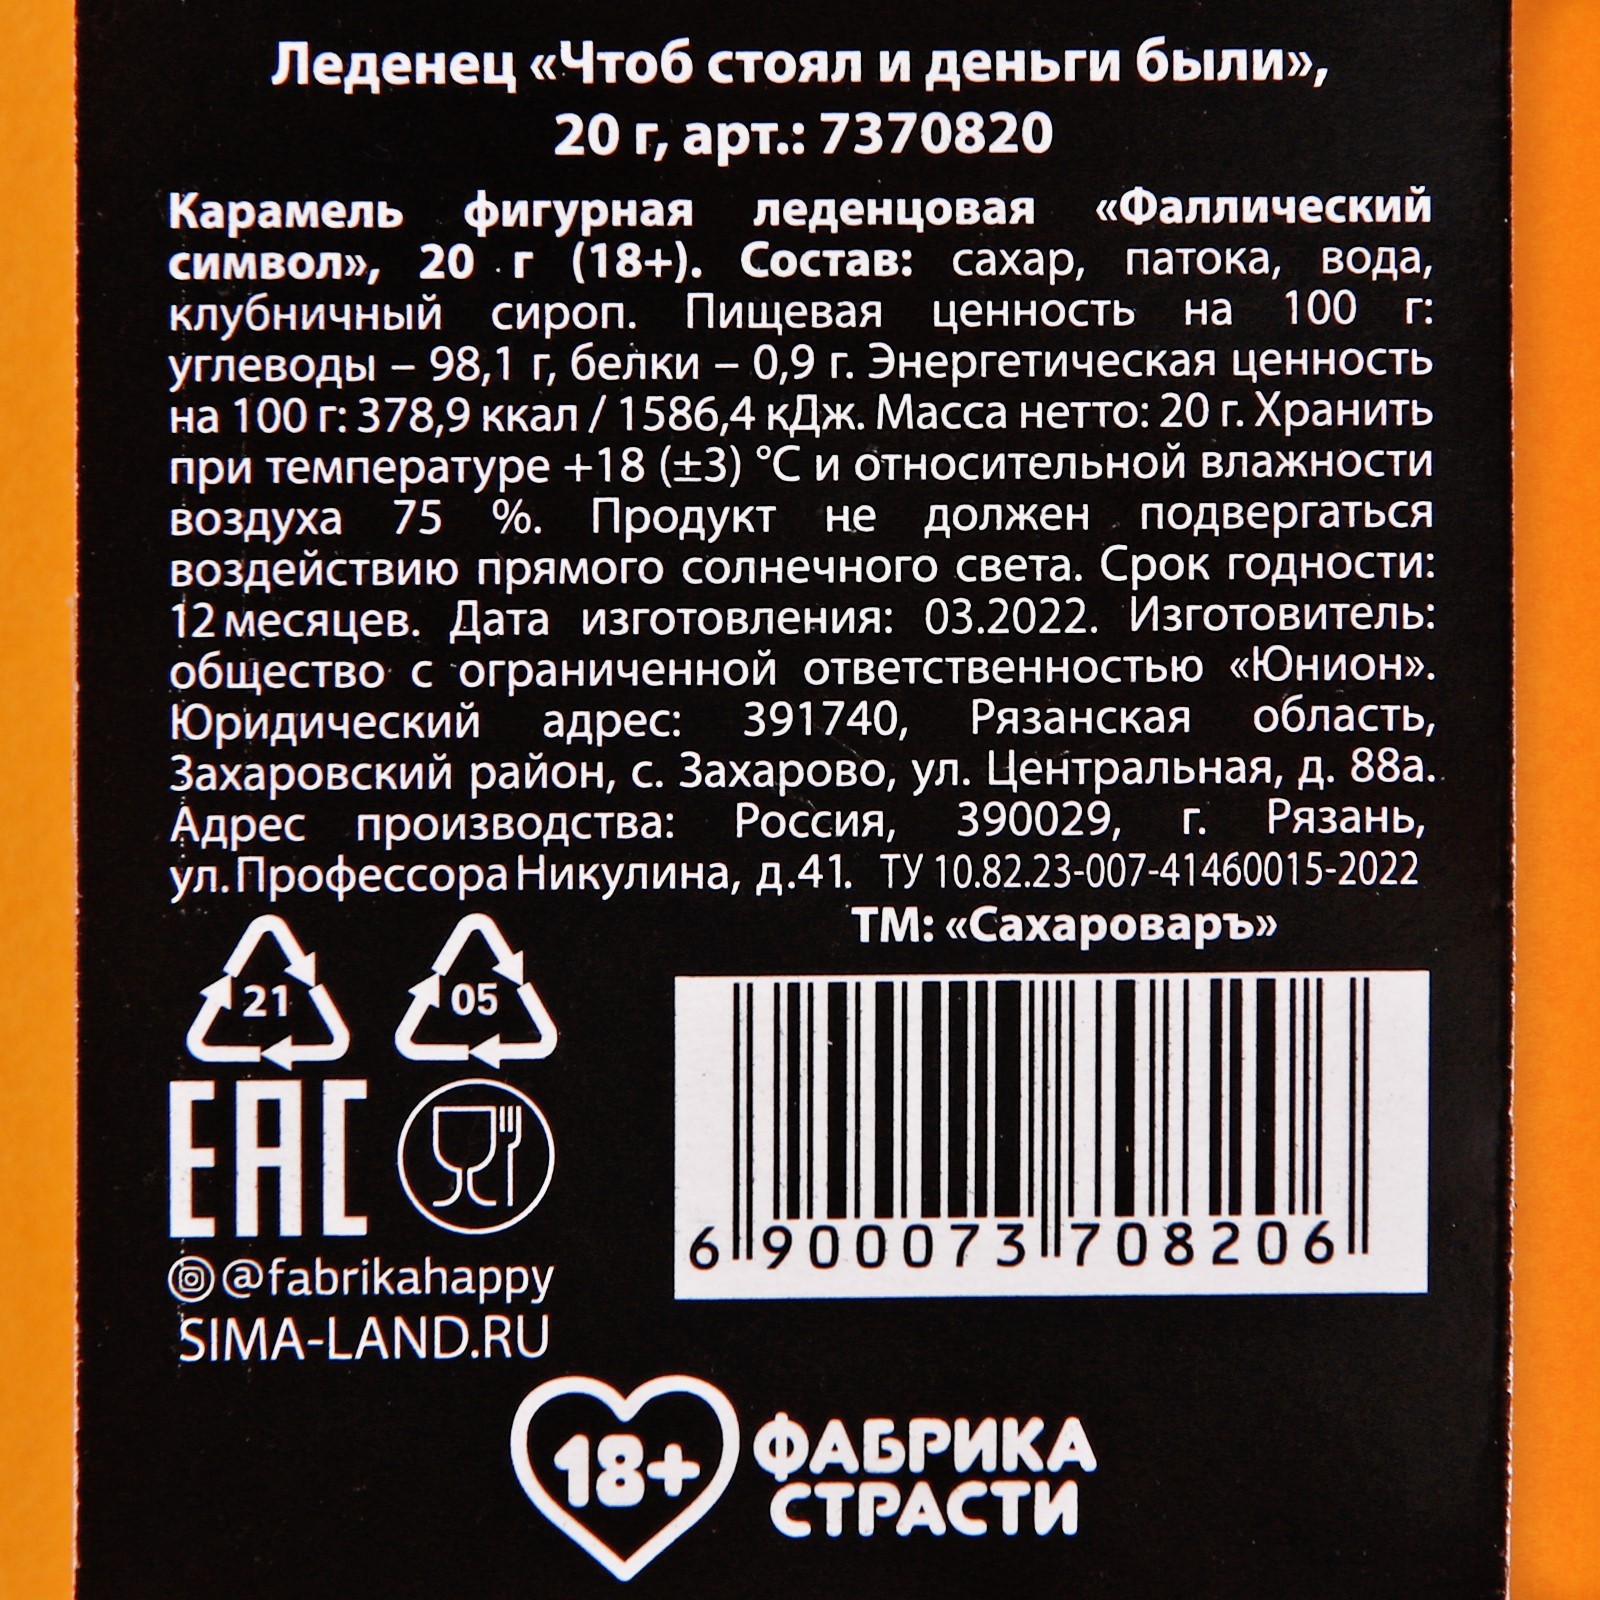 Леденец «Чтоб стоял и деньги были»,
20 г, арт.: 7370820
Карамель фигурная леденцовая «Фаллический
символ», 20 г (18+). Состав: сахар, патока, вода,
клубничный сироп. Пищевая ценность на 100 г:
углеводы – 98,1 г, белки – 0,9 г. Энергетическая ценность
на 100 г: 378,9 ккал / 1586,4 кДж. Масса нетто: 20 г. Хранить
при температуре +18 (±3) °С и относительной влажности
воздуха 75 %. Продукт не должен подвергаться
воздействию прямого солнечного света. Срок годности:
12 месяцев. Дата изготовления: 03.2022. Изготовитель:
общество с ограниченной ответственностью «Юнион».
Юридический адрес: 391740, Рязанская область,
Захаровский район, с. Захарово, ул. Центральная, д. 88а.
Адрес производства: Россия, 390029, г. Рязань,
ул. Профессора Никулина, д.41. ТУ 10.82.23-007-41460015-2022
ТМ: «Сахароваръ»
21 05
EAC
6 900073 708206
@fabrikahappy
SIMA-LAND.RU
18+ ФАБРИКА
СТРАСТИ